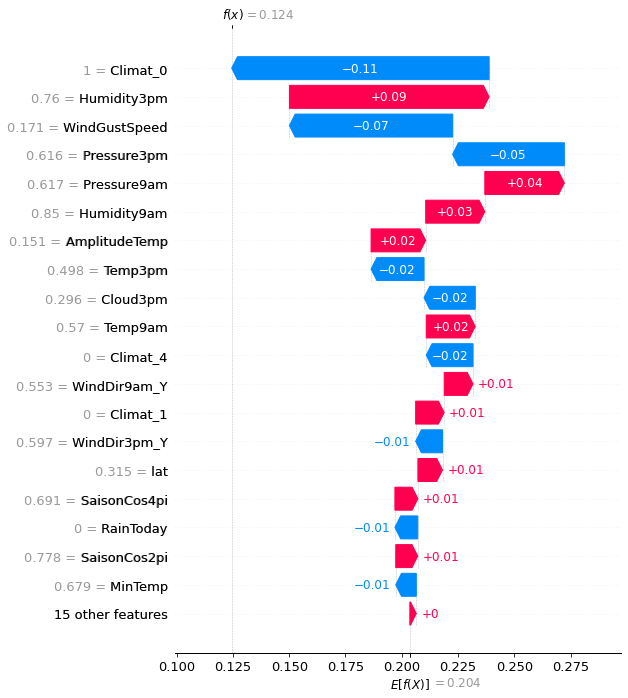 f(x) = 0.124
1 = Climat_0 −0.11
0.76 = Humidity3pm +0.09
0.171 = WindGustSpeed −0.07
0.616 = Pressure3pm −0.05
0.617 = Pressure9am +0.04
0.85 = Humidity9am +0.03
0.151 = AmplitudeTemp +0.02
0.498 = Temp3pm −0.02
0.296 = Cloud3pm −0.02
0.57 = Temp9am +0.02
0 = Climat_4 −0.02
0.553 = WindDir9am_Y +0.01
0 = Climat_1 +0.01
0.597 = WindDir3pm_Y −0.01
0.315 = lat +0.01
0.691 = SaisonCos4pi +0.01
0 = RainToday −0.01
0.778 = SaisonCos2pi +0.01
0.679 = MinTemp −0.01
15 other features +0
0.100 0.125 0.150 0.175 0.200 0.225 0.250 0.275
E[f(X)] = 0.204